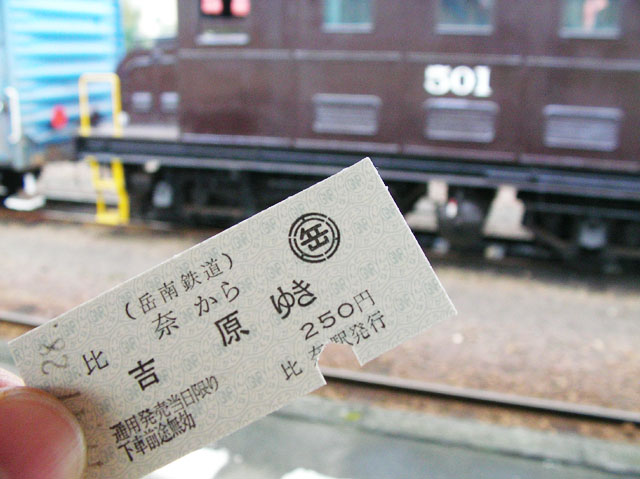 501
岳
(岳南鉄道)
28.
比奈から
吉原ゆき
250円
通用発売当日限り
下車前途無効
比奈駅発行